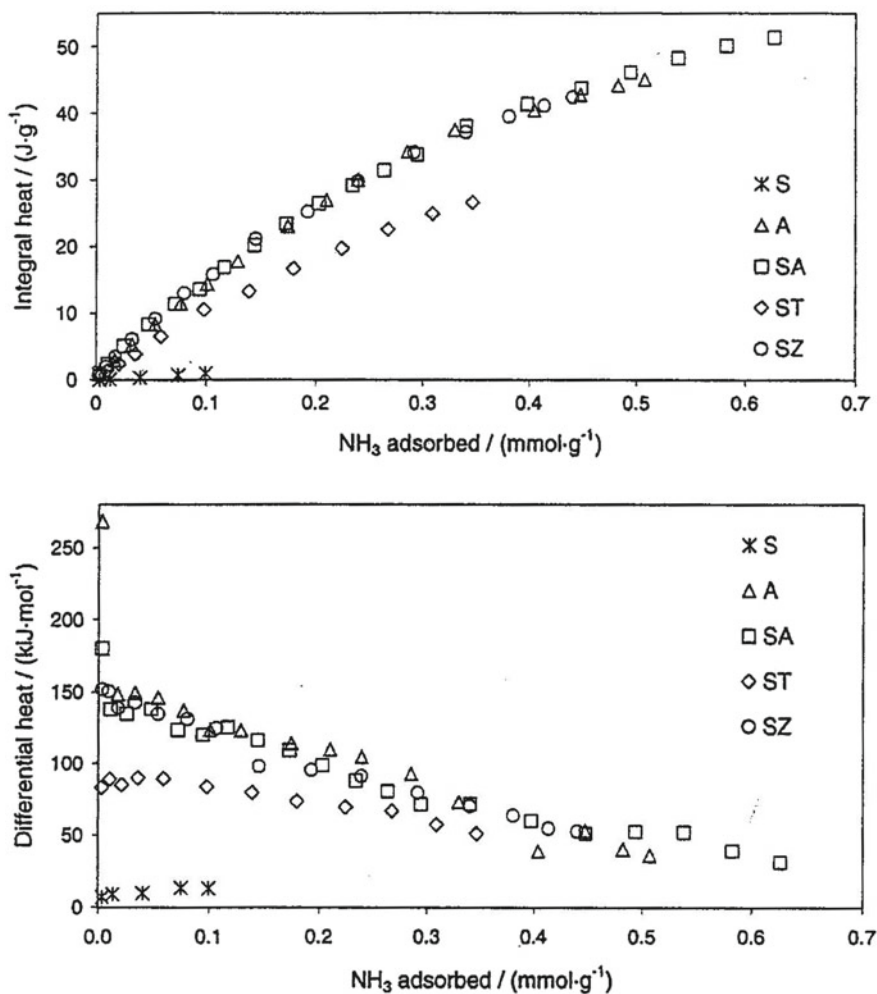 Integral heat / (J·g⁻¹)
50
40
30
20
10
0
0 0.1 0.2 0.3 0.4 0.5 0.6 0.7
NH₃ adsorbed / (mmol·g⁻¹)
S
A
SA
ST
SZ
Differential heat / (kJ·mol⁻¹)
250
200
150
100
50
0
0.0 0.1 0.2 0.3 0.4 0.5 0.6 0.7
NH₃ adsorbed / (mmol·g⁻¹)
S
A
SA
ST
SZ